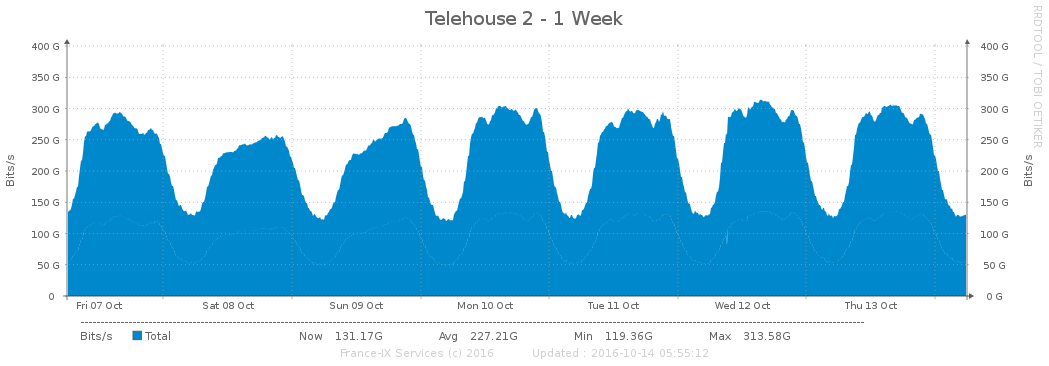 Telehouse 2 - 1 Week
RRDTOOL / TOBI OETIKER
400 G 400 G
350 G 350 G
300 G 300 G
250 G 250 G
200 G 200 G
150 G 150 G
100 G 100 G
50 G 50 G
0 0 G
Bits/s
Bits/s
Fri 07 Oct Sat 08 Oct Sun 09 Oct Mon 10 Oct Tue 11 Oct Wed 12 Oct Thu 13 Oct
Bits/s Total Now 131.17G Avg 227.21G Min 119.36G Max 313.58G
France-IX Services (c) 2016 Updated : 2016-10-14 05:55:12